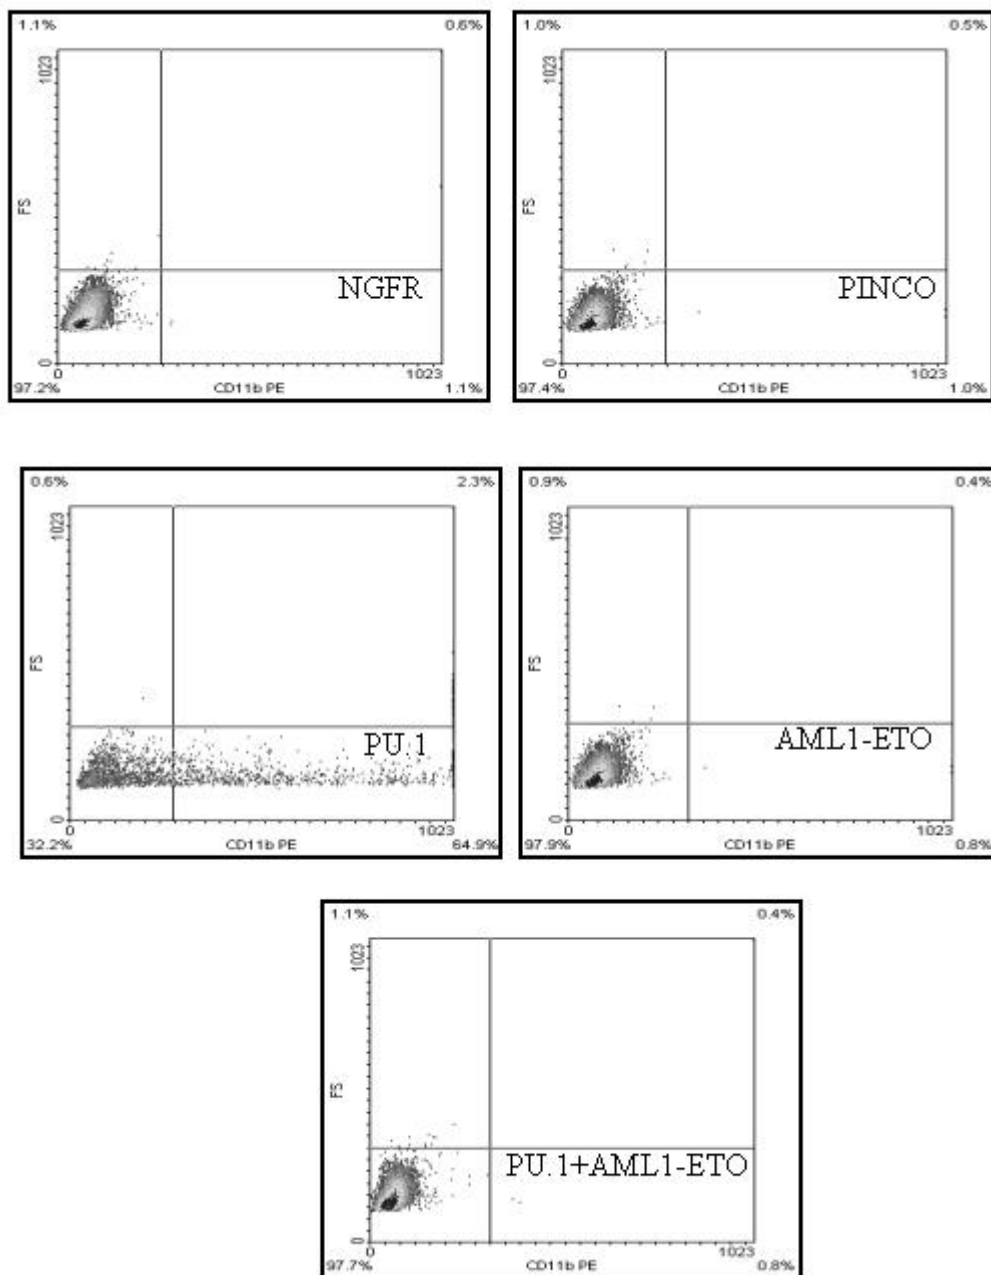 1.1% 0.6%
1023
FS
NGFR
0
0 1023
97.2% CD11b PE 1.1%
1.0% 0.5%
1023
FS
PINCO
0
0 1023
97.4% CD11b PE 1.0%
0.6% 2.3%
1023
FS
PU.1
0
0 1023
32.2% CD11b PE 64.9%
0.9% 0.4%
1023
FS
AML1-ETO
0
0 1023
97.9% CD11b PE 0.8%
1.1% 0.4%
1023
FS
PU.1+AML1-ETO
0
0 1023
97.7% CD11b PE 0.8%